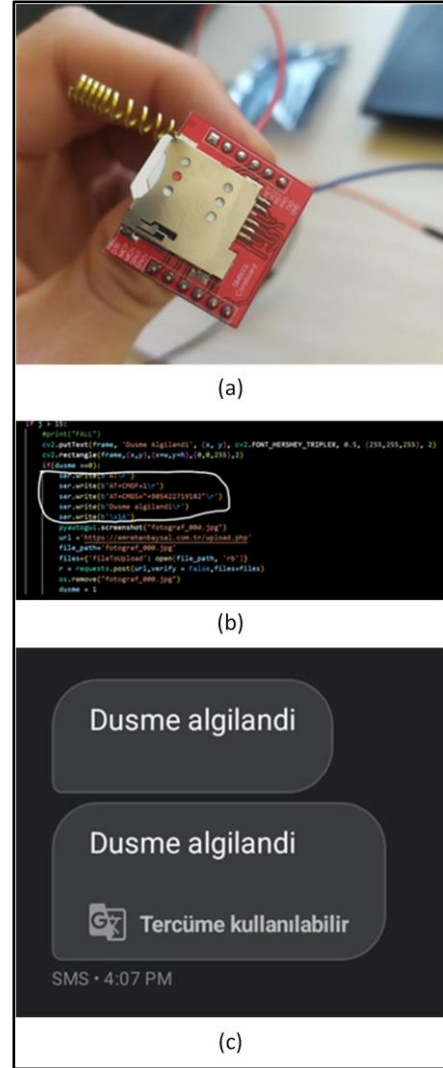 (a)
if j > 15:
#print("FALL")
cv2.putText(frame, 'Dusme Algilandi', (x, y), cv2.FONT_HERSHEY_TRIPLEX, 0.5, (255,255,255), 2)
cv2.rectangle(frame,(x,y),(x+w,y+h),(0,0,255),2)
if(dusme ==0):
ser.write(b'AT\r')
ser.write(b'AT+CMGF=1\r')
ser.write(b'AT+CMGS="+905422719182"\r')
ser.write(b'Dusme algilandi\r')
ser.write(b'\x1A')
pyautogui.screenshot("fotograf_000.jpg")
url ='https://emrehanbaysal.com.tr/upload.php'
file_path='fotograf_000.jpg'
files={'fileToUpload': open(file_path, 'rb')}
r = requests.post(url,verify = False,files=files)
os.remove("fotograf_000.jpg")
dusme = 1
(b)
Dusme algilandi
Dusme algilandi
Tercüme kullanılabilir
SMS • 4:07 PM
(c)